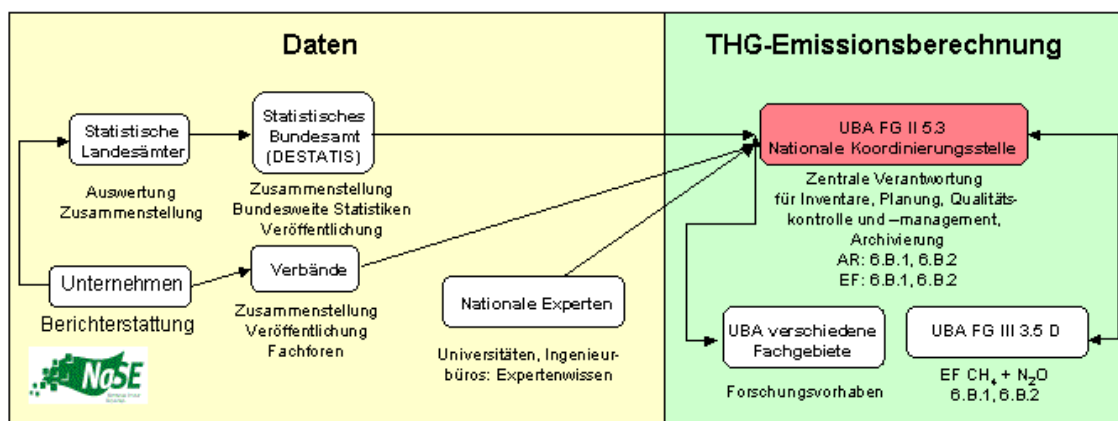 Daten
Statistische
Landesämter
Auswertung
Zusammenstellung
Statistisches
Bundesamt
(DESTATIS)
Zusammenstellung
Bundesweite Statistiken
Veröffentlichung
Unternehmen
Berichterstattung
Verbände
Zusammenstellung
Veröffentlichung
Fachforen
Nationale Experten
Universitäten, Ingenieur-
büros: Expertenwissen
NaSE
THG-Emissionsberechnung
UBA FG II 5.3
Nationale Koordinierungsstelle
Zentrale Verantwortung
für Inventare, Planung, Qualitäts-
kontrolle und –management,
Archivierung
AR: 6.B.1, 6.B.2
EF: 6.B.1, 6.B.2
UBA verschiedene
Fachgebiete
Forschungsvorhaben
UBA FG III 3.5 D
EF CH₄ + N₂O
6.B.1, 6.B.2